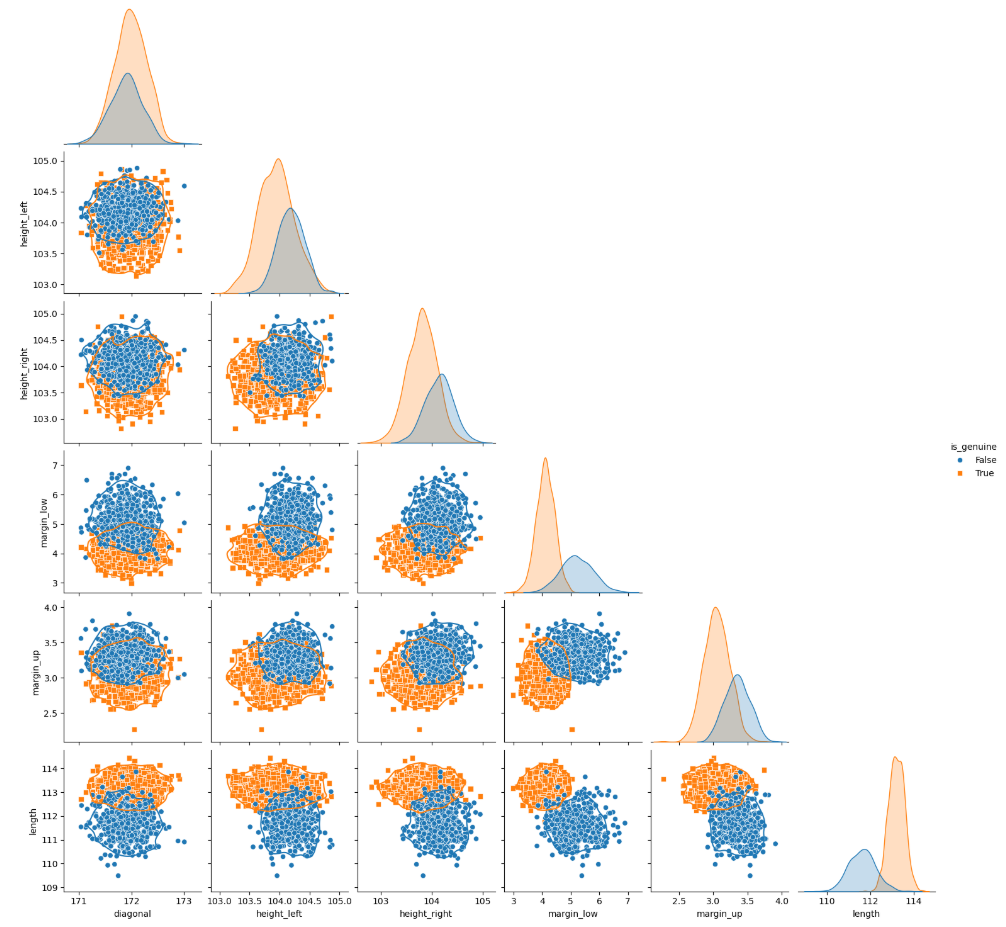 105.0
104.5
104.0
103.5
103.0
height_left
105.0
104.5
104.0
103.5
103.0
height_right
7
6
5
4
3
margin_low
4.0
3.5
3.0
2.5
margin_up
114
113
112
111
110
109
length
171 172 173
diagonal
103.0 103.5 104.0 104.5 105.0
height_left
103 104 105
height_right
3 4 5 6 7
margin_low
2.5 3.0 3.5 4.0
margin_up
110 112 114
length
is_genuine
False
True